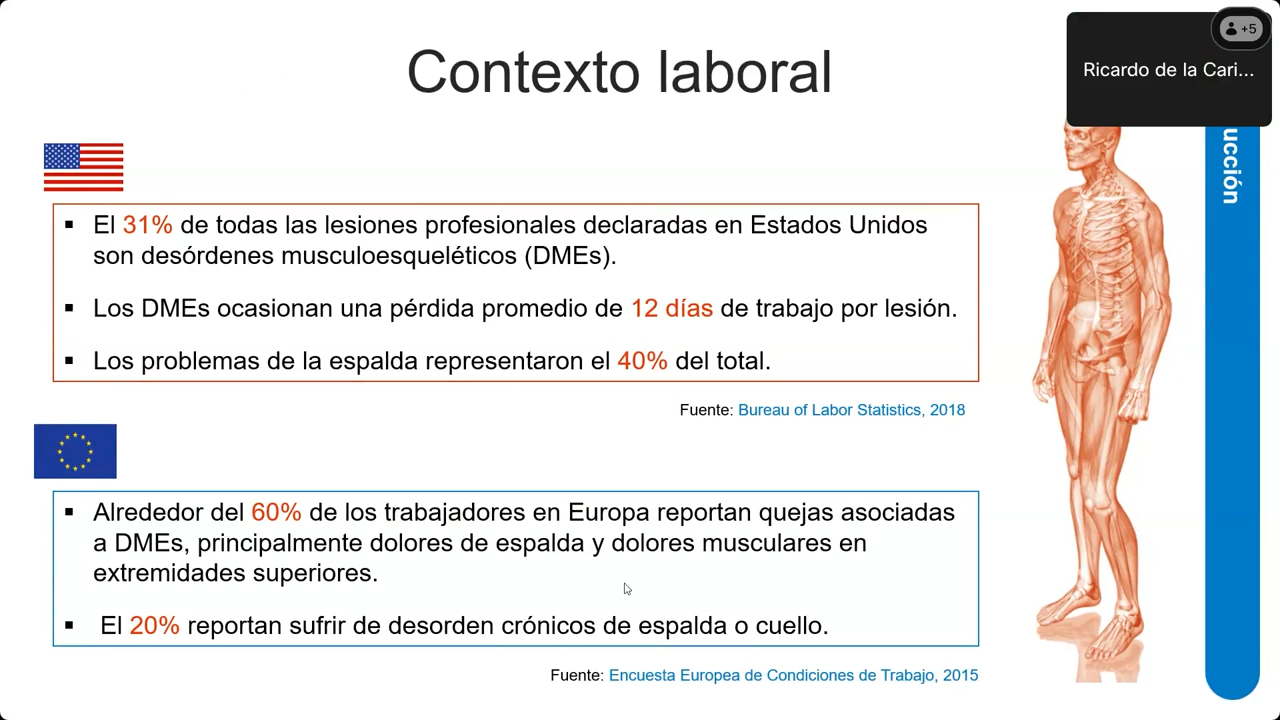 Contexto laboral
+5
Ricardo de la Cari...
ucción
▪ El 31% de todas las lesiones profesionales declaradas en Estados Unidos
son desórdenes musculoesqueléticos (DMEs).
▪ Los DMEs ocasionan una pérdida promedio de 12 días de trabajo por lesión.
▪ Los problemas de la espalda representaron el 40% del total.
Fuente: Bureau of Labor Statistics, 2018
▪ Alrededor del 60% de los trabajadores en Europa reportan quejas asociadas
a DMEs, principalmente dolores de espalda y dolores musculares en
extremidades superiores.
▪ El 20% reportan sufrir de desorden crónicos de espalda o cuello.
Fuente: Encuesta Europea de Condiciones de Trabajo, 2015